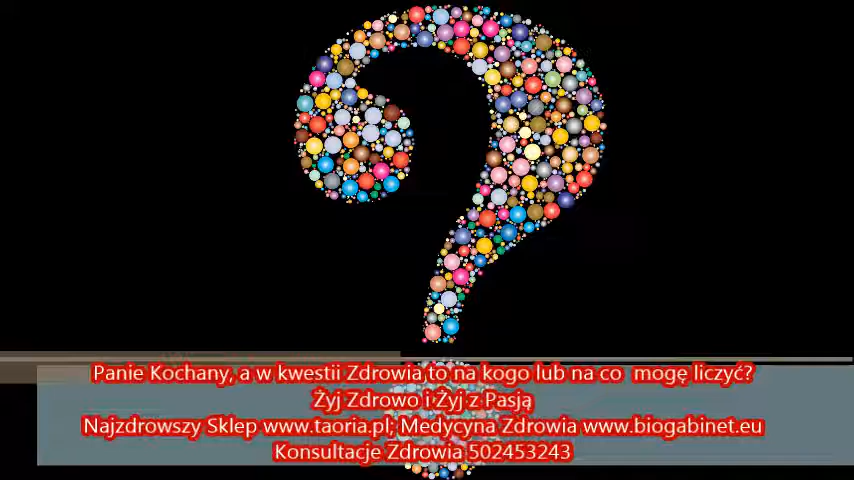 Panie Kochany, a w kwestii Zdrowia,to na kogo lub na co mogę liczyć?
Żyj Zdrowo i Żyj z Pasją
Najzdrowszy Sklep www.taoria.pl, Medycyna Zdrowia www.biogabinet.eu
Konsultacje Zdrowia 502453243